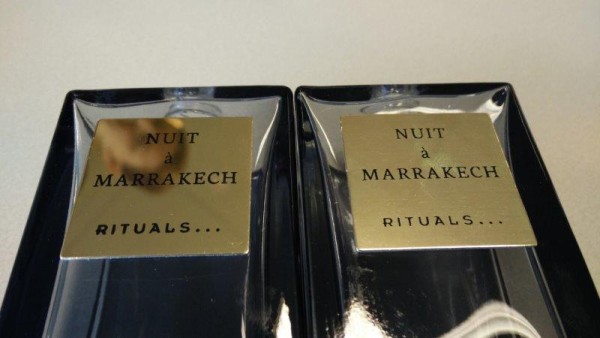 NUIT
à
MARRAKECH
RITUALS...
NUIT
à
MARRAKECH
RITUALS...